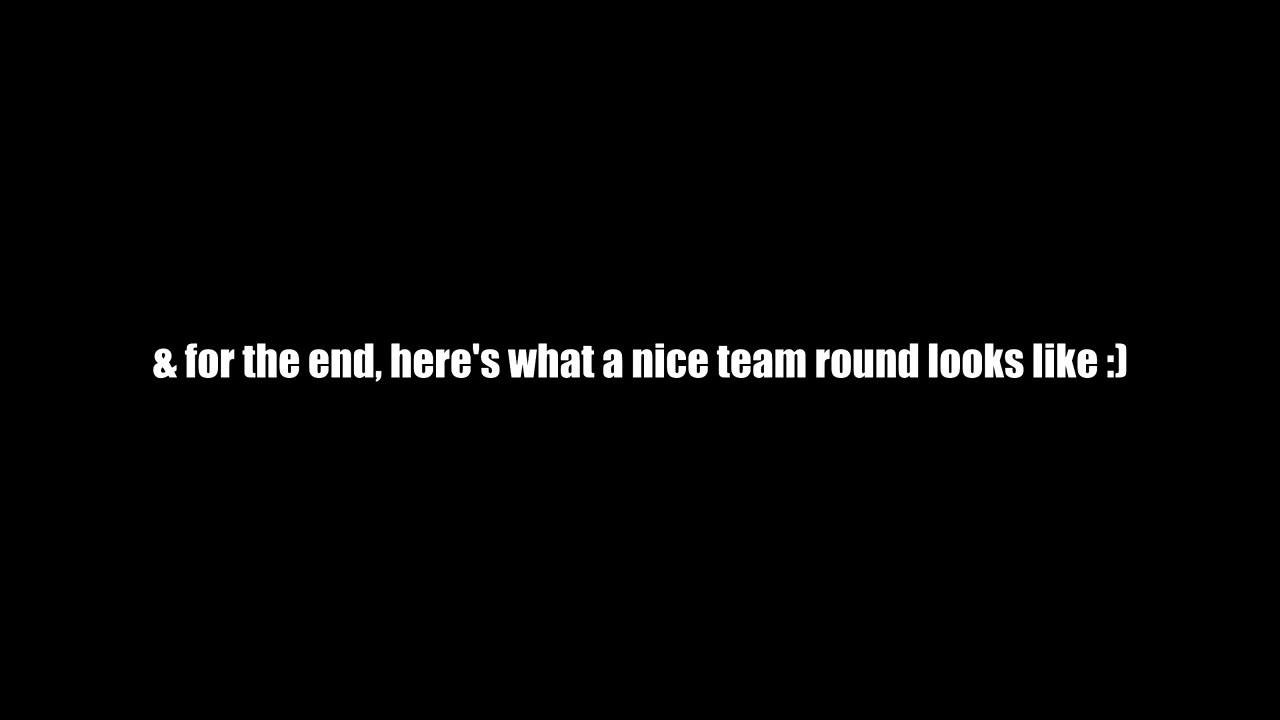 & for the end, here's what a nice team round looks like :)